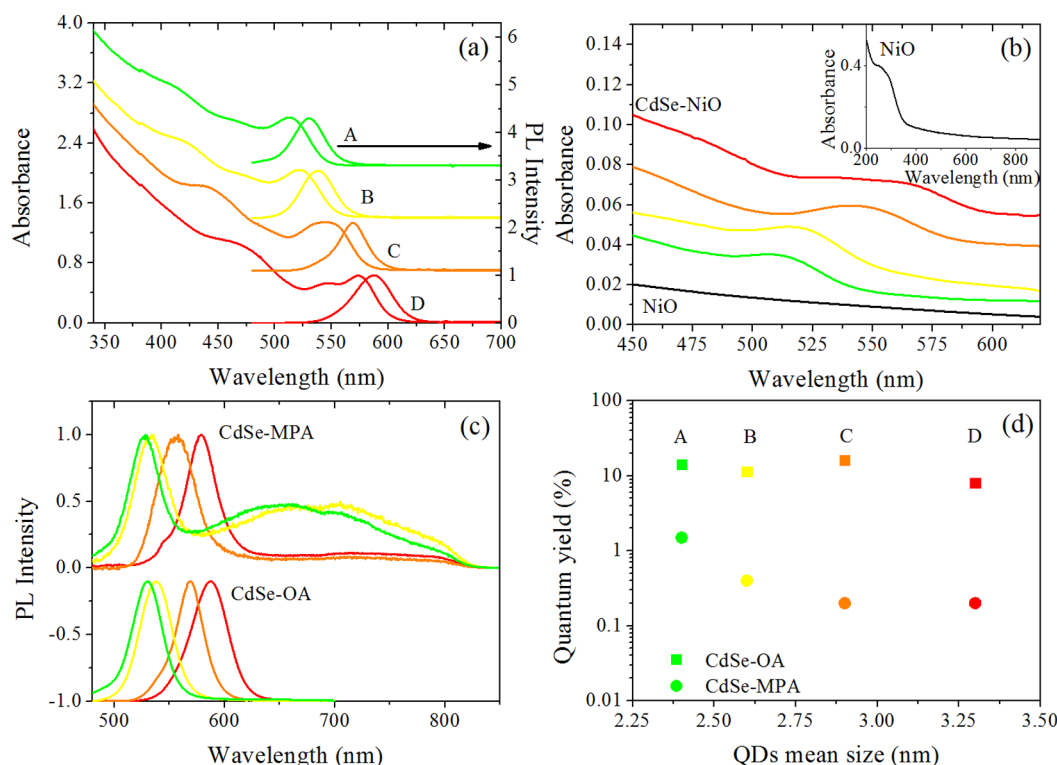 (a)
4.0
3.2
2.4
1.6
0.8
0.0
Absorbance
6
5
4
3
2
1
0
PL Intensity
A
B
C
D
350 400 450 500 550 600 650 700
Wavelength (nm)
(b)
0.14
0.12
0.10
0.08
0.06
0.04
0.02
0.00
Absorbance
CdSe-NiO
NiO
450 500 550 600
Wavelength (nm)
NiO
0.4
0.0
Absorbance
200 400 600 800
Wavelength (nm)
(c)
1.0
0.5
0.0
-0.5
-1.0
PL Intensity
CdSe-MPA
CdSe-OA
500 600 700 800
Wavelength (nm)
(d)
100
10
1
0.1
0.01
Quantum yield (%)
A B C D
CdSe-OA
CdSe-MPA
2.25 2.50 2.75 3.00 3.25 3.50
QDs mean size (nm)